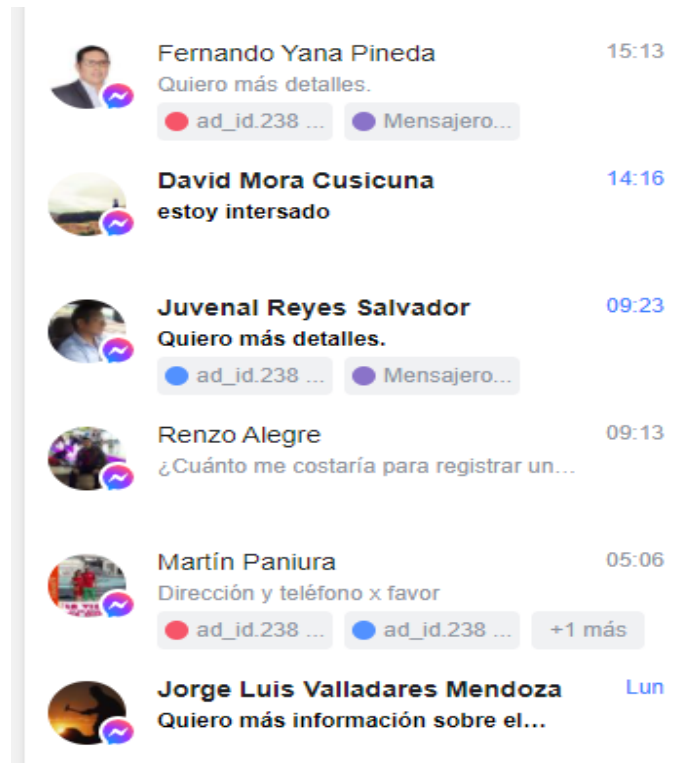 Fernando Yana Pineda 15:13
Quiero más detalles.
ad_id.238 ... Mensajero...
David Mora Cusicuna 14:16
estoy intersado
Juvenal Reyes Salvador 09:23
Quiero más detalles.
ad_id.238 ... Mensajero...
Renzo Alegre 09:13
¿Cuánto me costaría para registrar un...
Martín Paniura 05:06
Dirección y teléfono x favor
ad_id.238 ... ad_id.238 ... +1 más
Jorge Luis Valladares Mendoza Lun
Quiero más información sobre el...